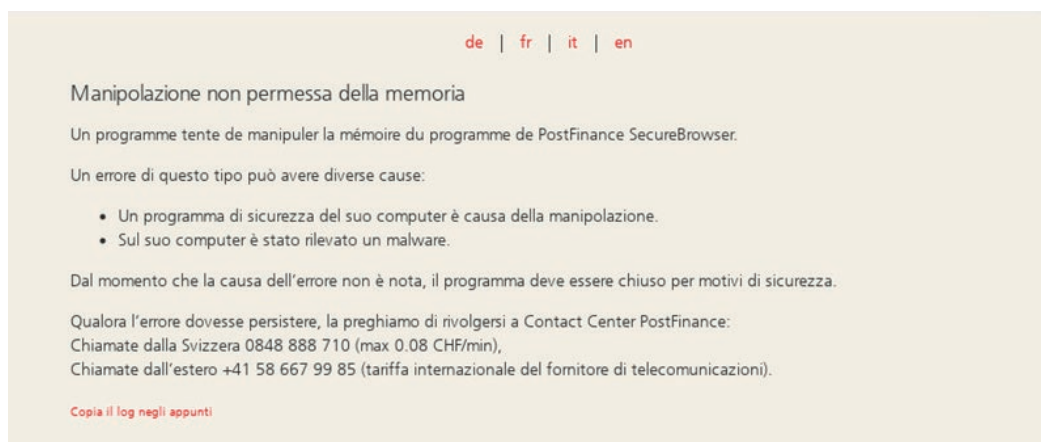 de | fr | it | en
Manipolazione non permessa della memoria
Un programme tente de manipuler la mémoire du programme de PostFinance SecureBrowser.
Un errore di questo tipo può avere diverse cause:
• Un programma di sicurezza del suo computer è causa della manipolazione.
• Sul suo computer è stato rilevato un malware.
Dal momento che la causa dell'errore non è nota, il programma deve essere chiuso per motivi di sicurezza.
Qualora l'errore dovesse persistere, la preghiamo di rivolgersi a Contact Center PostFinance:
Chiamate dalla Svizzera 0848 888 710 (max 0.08 CHF/min),
Chiamate dall'estero +41 58 667 99 85 (tariffa internazionale del fornitore di telecomunicazioni).
Copia il log negli appunti